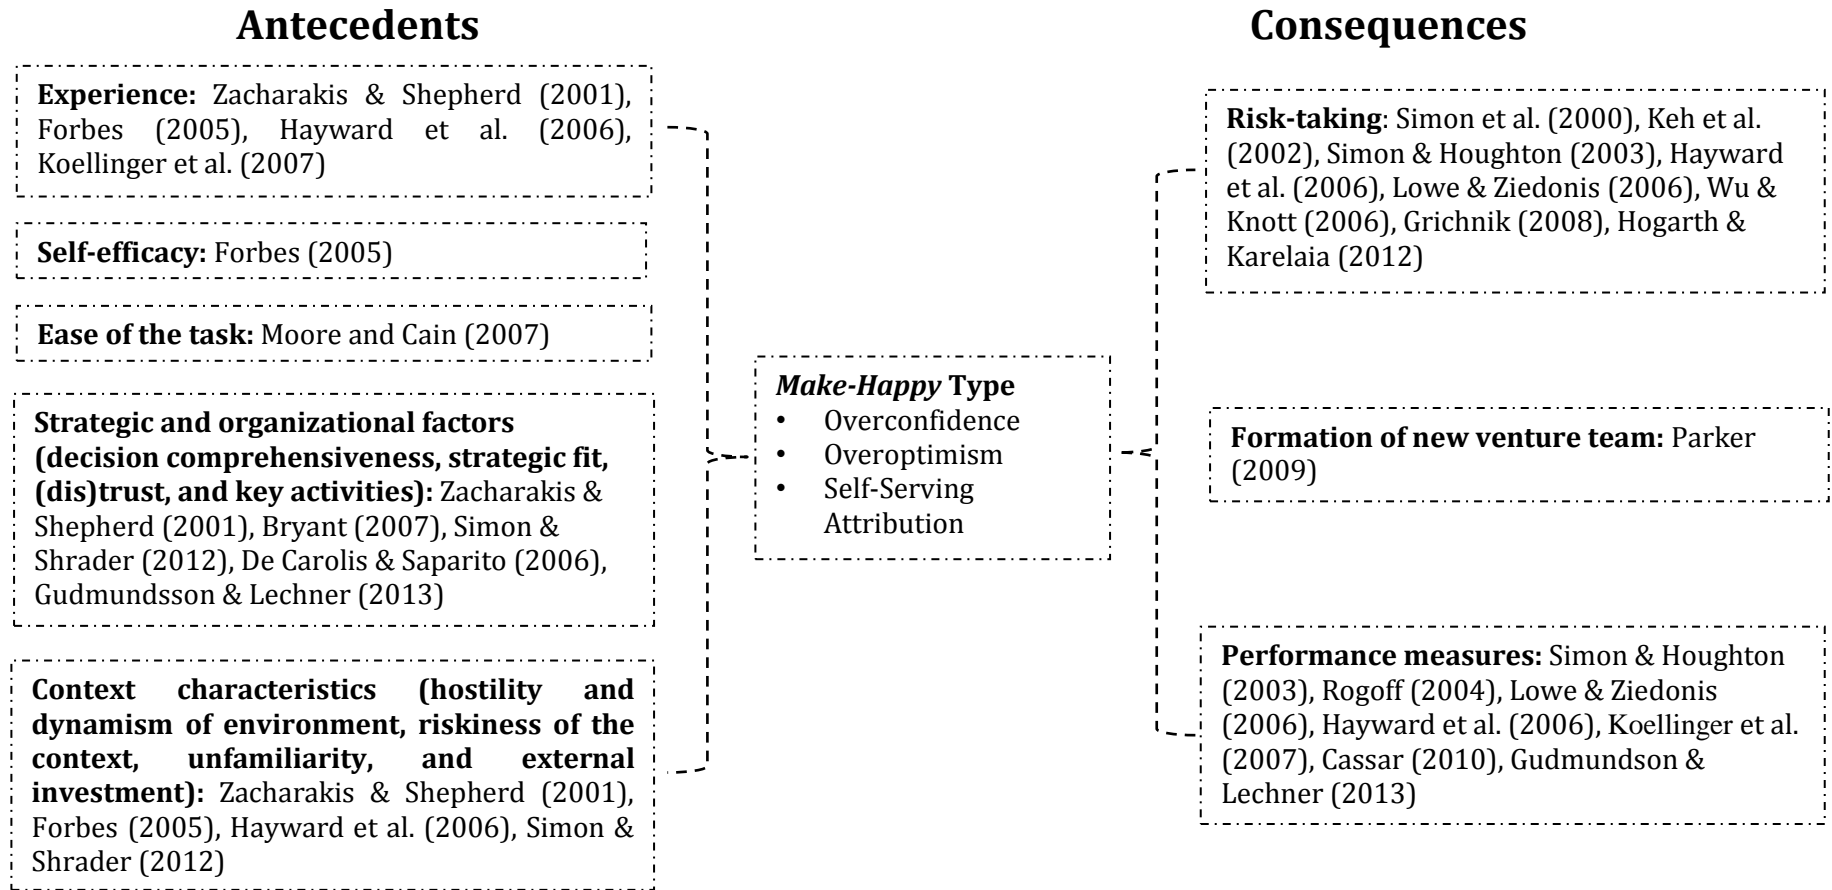 Antecedents
Experience: Zacharakis & Shepherd (2001),
Forbes (2005), Hayward et al. (2006),
Koellinger et al. (2007)
Self-efficacy: Forbes (2005)
Ease of the task: Moore and Cain (2007)
Strategic and organizational factors
(decision comprehensiveness, strategic fit,
(dis)trust, and key activities): Zacharakis &
Shepherd (2001), Bryant (2007), Simon &
Shrader (2012), De Carolis & Saparito (2006),
Gudmundsson & Lechner (2013)
Context characteristics (hostility and
dynamism of environment, riskiness of the
context, unfamiliarity, and external
investment): Zacharakis & Shepherd (2001),
Forbes (2005), Hayward et al. (2006), Simon &
Shrader (2012)
Make-Happy Type
• Overconfidence
• Overoptimism
• Self-Serving
Attribution
Consequences
Risk-taking: Simon et al. (2000), Keh et al.
(2002), Simon & Houghton (2003), Hayward
et al. (2006), Lowe & Ziedonis (2006), Wu &
Knott (2006), Grichnik (2008), Hogarth &
Karelaia (2012)
Formation of new venture team: Parker
(2009)
Performance measures: Simon & Houghton
(2003), Rogoff (2004), Lowe & Ziedonis
(2006), Hayward et al. (2006), Koellinger et al.
(2007), Cassar (2010), Gudmundson &
Lechner (2013)